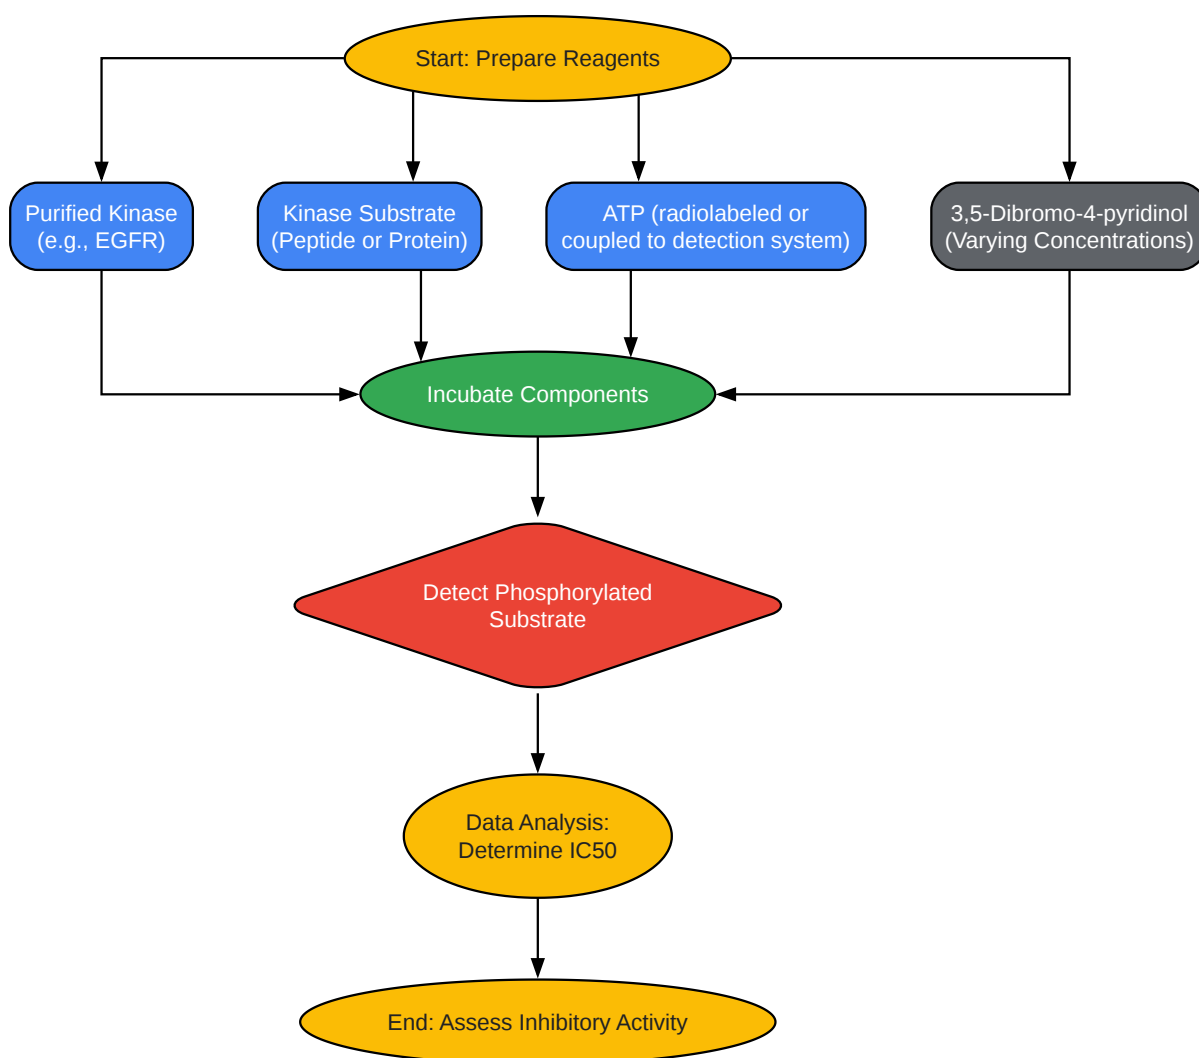 Start: Prepare Reagents
Purified Kinase
(e.g., EGFR)
Kinase Substrate
(Peptide or Protein)
ATP (radiolabeled or
coupled to detection system)
3,5-Dibromo-4-pyridinol
(Varying Concentrations)
Incubate Components
Detect Phosphorylated
Substrate
Data Analysis:
Determine IC50
End: Assess Inhibitory Activity